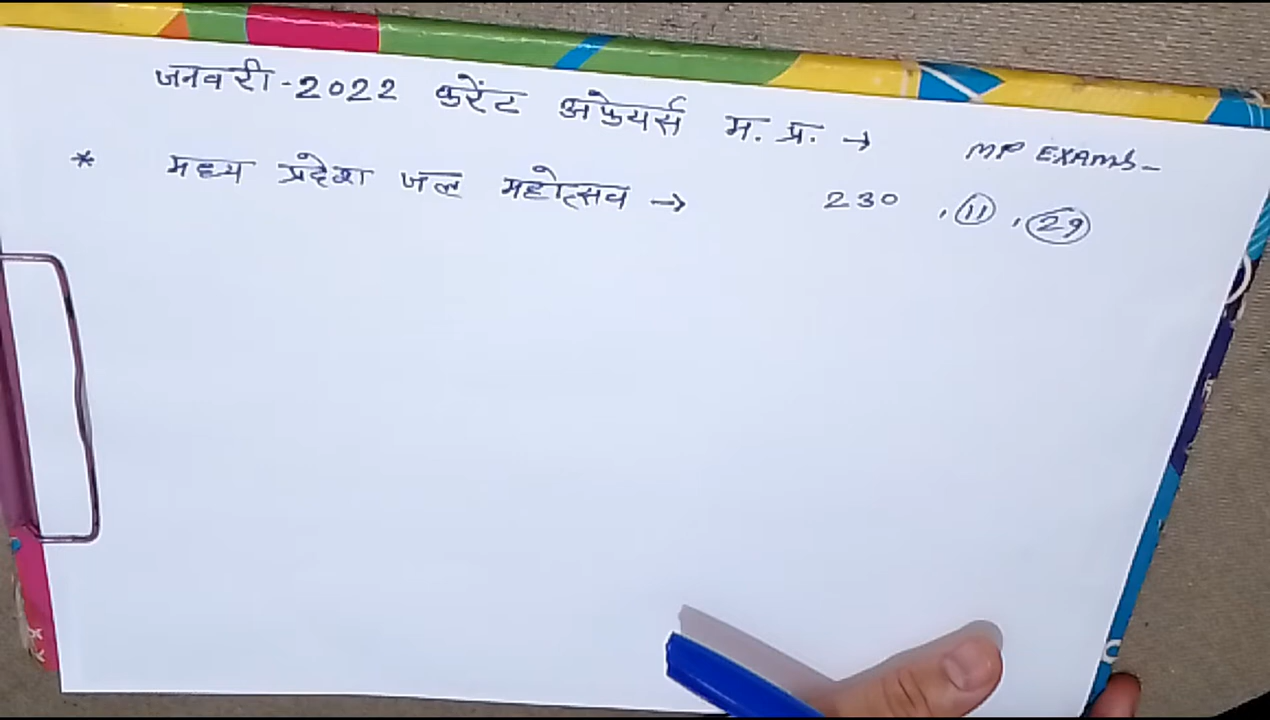 जनवरी-2022 करेंट अफेयर्स म. प्र. → MP EXAMS-
* मध्य प्रदेश जल महोत्सव → 230 , 11 , 29